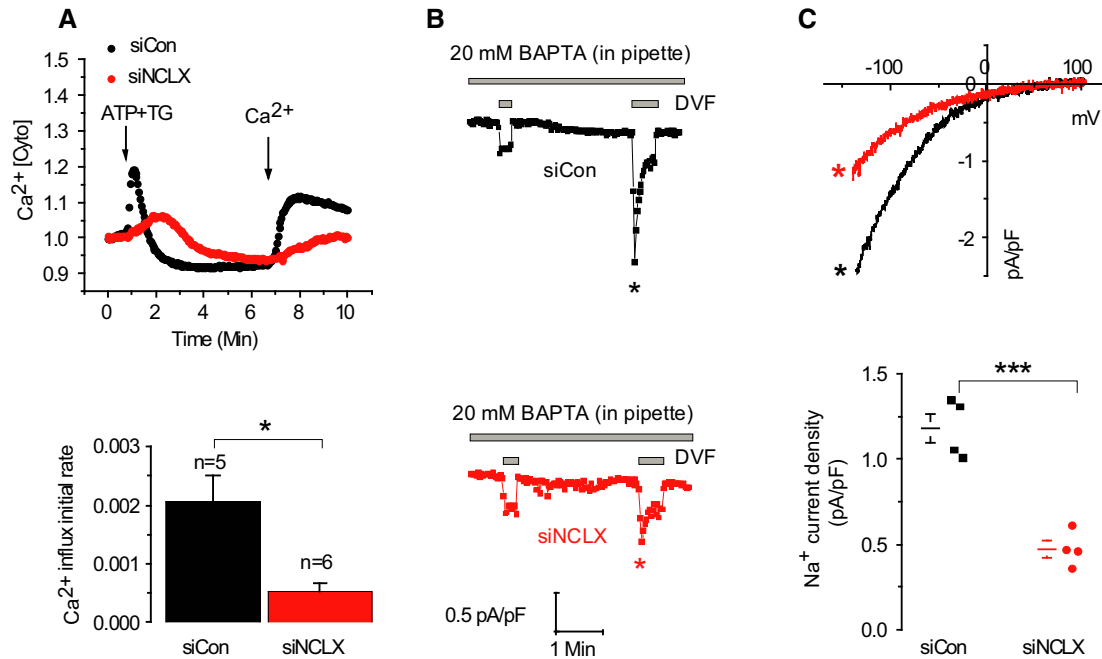 A
siCon
siNCLX
1.5
1.4
1.3
1.2
1.1
1.0
0.9
Ca2+ [Cyto]
ATP+TG
Ca2+
0 2 4 6 8 10
Time (Min)
0.003
0.002
0.001
0.000
Ca2+ influx initial rate
*
n=5
n=6
siCon siNCLX
B
20 mM BAPTA (in pipette)
DVF
siCon
*
20 mM BAPTA (in pipette)
DVF
siNCLX
*
0.5 pA/pF
1 Min
C
-100 0 100
mV
-1
-2
pA/pF
*
*
1.5
1.0
0.5
0.0
Na+ current density
(pA/pF)
***
siCon siNCLX